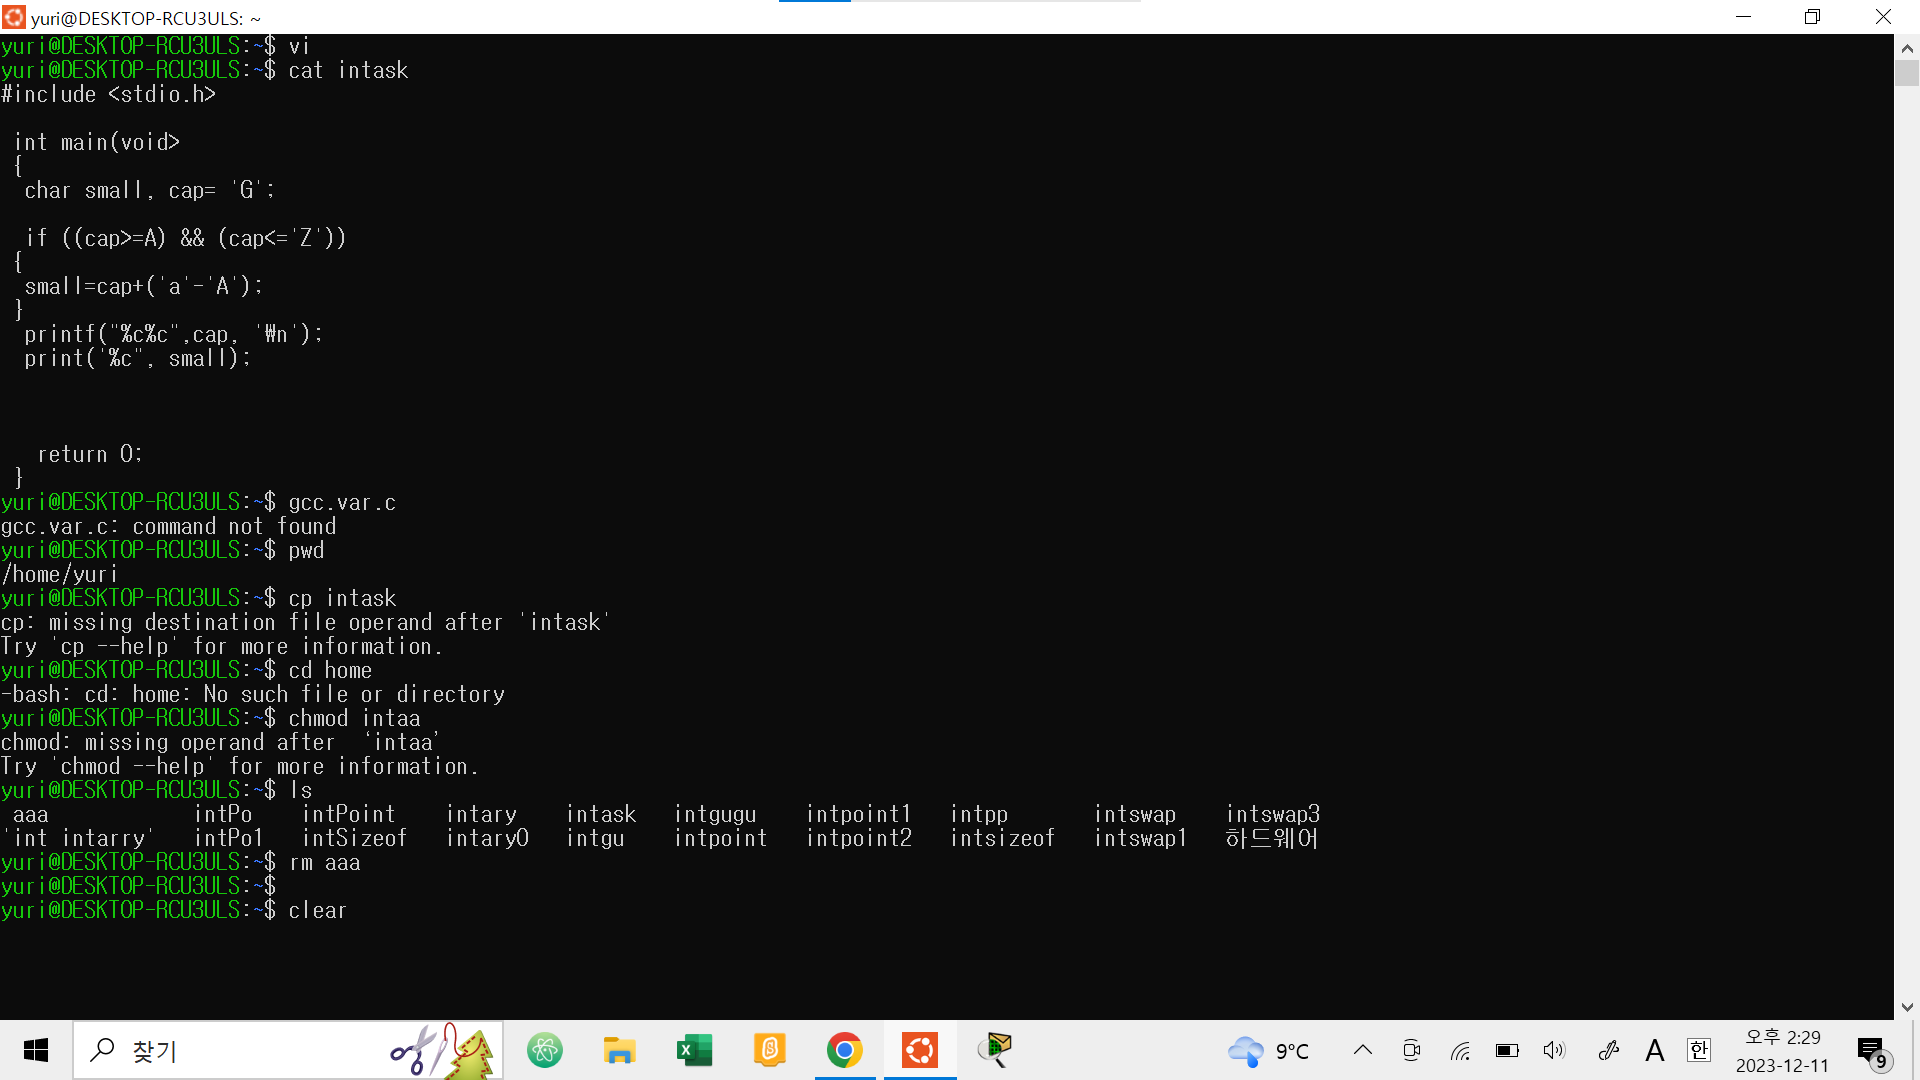 yuri@DESKTOP-RCU3ULS: ~
yuri@DESKTOP-RCU3ULS:~$ vi
yuri@DESKTOP-RCU3ULS:~$ cat intask
#include <stdio.h>
int main(void>
{
char small, cap= 'G';
if ((cap>=A) && (cap<='Z'))
{
small=cap+('a'-'A');
}
printf("%c%c",cap, '₩n');
print('%c", small);
return 0;
}
yuri@DESKTOP-RCU3ULS:~$ gcc.var.c
gcc.var.c: command not found
yuri@DESKTOP-RCU3ULS:~$ pwd
/home/yuri
yuri@DESKTOP-RCU3ULS:~$ cp intask
cp: missing destination file operand after 'intask'
Try 'cp --help' for more information.
yuri@DESKTOP-RCU3ULS:~$ cd home
-bash: cd: home: No such file or directory
yuri@DESKTOP-RCU3ULS:~$ chmod intaa
chmod: missing operand after ‘intaa’
Try 'chmod --help' for more information.
yuri@DESKTOP-RCU3ULS:~$ ls
aaa intPo intPoint intary intask intgugu intpoint1 intpp intswap intswap3
'int intarry' intPo1 intSizeof intary0 intgu intpoint intpoint2 intsizeof intswap1 하드웨어
yuri@DESKTOP-RCU3ULS:~$ rm aaa
yuri@DESKTOP-RCU3ULS:~$
yuri@DESKTOP-RCU3ULS:~$ clear
찾기
9°C
A
한
오후 2:29
2023-12-11
9